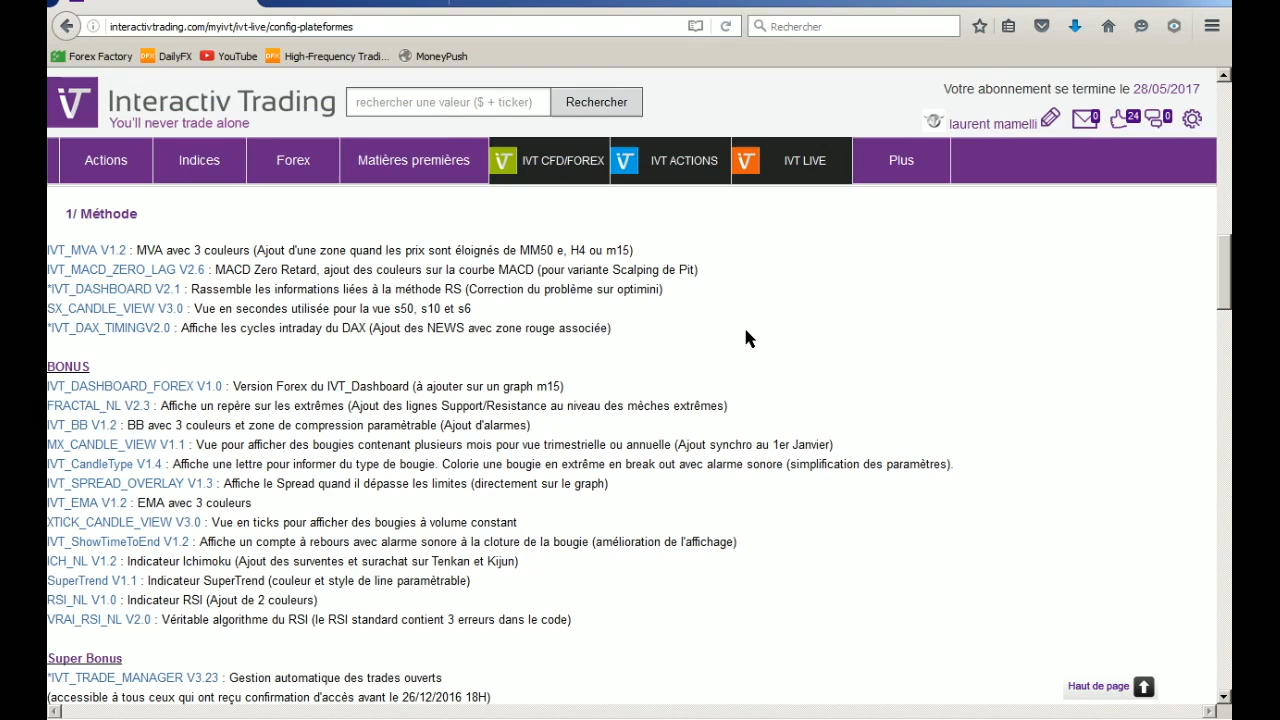 interactivtrading.com/myivt/ivt-live/config-plateformes
Rechercher
Forex Factory DailyFX YouTube High-Frequency Tradi... MoneyPush
iT Interactiv Trading
You'll never trade alone
rechercher une valeur ($ + ticker) Rechercher
Votre abonnement se termine le 28/05/2017
laurent mamelli 0 24 0
Actions Indices Forex Matières premières IVT CFD/FOREX IVT ACTIONS IVT LIVE Plus
1/ Méthode
IVT_MVA V1.2 : MVA avec 3 couleurs (Ajout d'une zone quand les prix sont éloignés de MM50 e, H4 ou m15)
IVT_MACD_ZERO_LAG V2.6 : MACD Zero Retard, ajout des couleurs sur la courbe MACD (pour variante Scalping de Pit)
*IVT_DASHBOARD V2.1 : Rassemble les informations liées à la méthode RS (Correction du problème sur optimini)
SX_CANDLE_VIEW V3.0 : Vue en secondes utilisée pour la vue s50, s10 et s6
*IVT_DAX_TIMINGV2.0 : Affiche les cycles intraday du DAX (Ajout des NEWS avec zone rouge associée)
BONUS
IVT_DASHBOARD_FOREX V1.0 : Version Forex du IVT_Dashboard (à ajouter sur un graph m15)
FRACTAL_NL V2.3 : Affiche un repère sur les extrêmes (Ajout des lignes Support/Resistance au niveau des mèches extrêmes)
IVT_BB V1.2 : BB avec 3 couleurs et zone de compression paramètrable (Ajout d'alarmes)
MX_CANDLE_VIEW V1.1 : Vue pour afficher des bougies contenant plusieurs mois pour vue trimestrielle ou annuelle (Ajout synchro au 1er Janvier)
IVT_CandleType V1.4 : Affiche une lettre pour informer du type de bougie. Colorie une bougie en extrême en break out avec alarme sonore (simplification des paramètres).
IVT_SPREAD_OVERLAY V1.3 : Affiche le Spread quand il dépasse les limites (directement sur le graph)
IVT_EMA V1.2 : EMA avec 3 couleurs
XTICK_CANDLE_VIEW V3.0 : Vue en ticks pour afficher des bougies à volume constant
IVT_ShowTimeToEnd V1.2 : Affiche un compte à rebours avec alarme sonore à la cloture de la bougie (amélioration de l'affichage)
ICH_NL V1.2 : Indicateur Ichimoku (Ajout des surventes et surachat sur Tenkan et Kijun)
SuperTrend V1.1 : Indicateur SuperTrend (couleur et style de line paramètrable)
RSI_NL V1.0 : Indicateur RSI (Ajout de 2 couleurs)
VRAI_RSI_NL V2.0 : Véritable algorithme du RSI (le RSI standard contient 3 erreurs dans le code)
Super Bonus
*IVT_TRADE_MANAGER V3.23 : Gestion automatique des trades ouverts
(accessible à tous ceux qui ont reçu confirmation d'accès avant le 26/12/2016 18H)
Haut de page